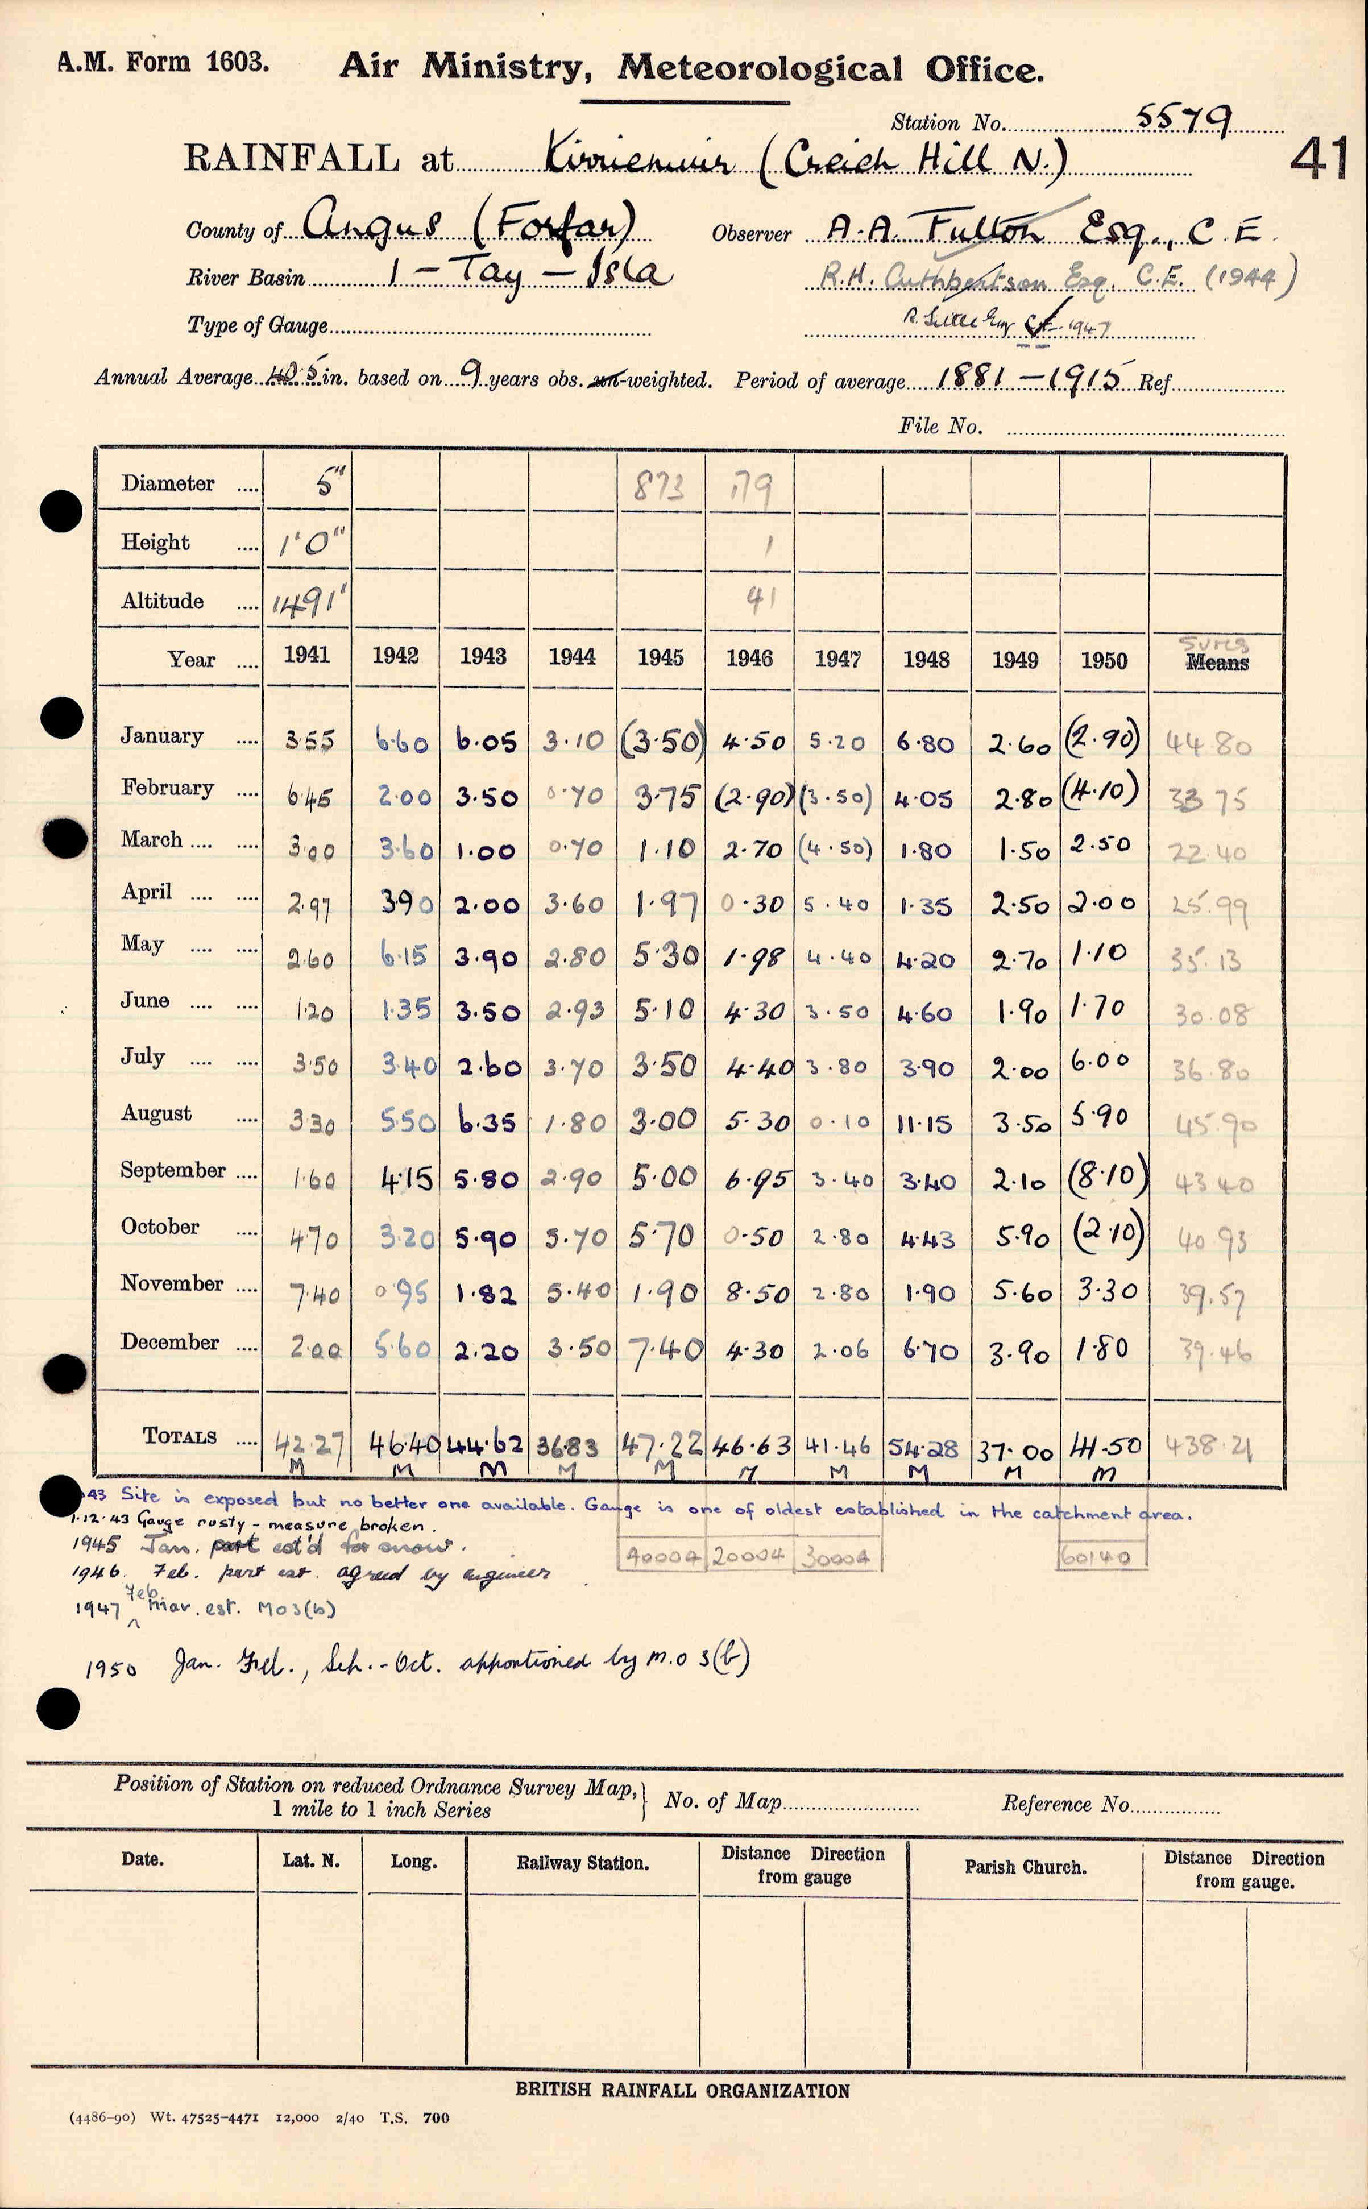 A.M. Form 1603. Air Ministry, Meteorological Office.
Station No. 5579
41
RAINFALL at Kirriemuir (Creich Hill N.)
County of Angus (Forfar) Observer A.A. Fulton Esq., C.E.
River Basin 1 - Tay - Isla R.H. Cuthbertson Esq. C.E. (1944)
Type of Gauge Esq C.E. 1947
Annual Average 40.5 in. based on 9 years obs. un-weighted. Period of average 1881-1915 Ref.
File No.
Diameter 5" 873 179
Height 1'0" 1
Altitude 1491' 41
Year 1941 1942 1943 1944 1945 1946 1947 1948 1949 1950 Sums Means
January 3.55 6.60 6.05 3.10 (3.50) 4.50 5.20 6.80 2.60 (2.90) 44.80
February 6.45 2.00 3.50 0.70 3.75 (2.90) (3.50) 4.05 2.80 (4.10) 33 75
March 3.00 3.60 1.00 0.70 1.10 2.70 (4.50) 1.80 1.50 2.50 22.40
April 2.97 3.90 2.00 3.60 1.97 0.30 5.40 1.35 2.50 2.00 25.99
May 2.60 6.15 3.90 2.80 5.30 1.98 4.40 4.20 2.70 1.10 35.13
June 1.20 1.35 3.50 2.93 5.10 4.30 3.50 4.60 1.90 1.70 30.08
July 3.50 3.40 2.60 3.70 3.50 4.40 3.80 3.90 2.00 6.00 36.80
August 3.30 5.50 6.35 1.80 3.00 5.30 0.10 11.15 3.50 5.90 45.90
September 1.60 4.15 5.80 2.90 5.00 6.95 3.40 3.40 2.10 (8.10) 43 40
October 4.70 3.20 5.90 5.70 5.70 0.50 2.80 4.43 5.90 (2.10) 40.93
November 7.40 0.95 1.82 5.40 1.90 8.50 2.80 1.90 5.60 3.30 39.57
December 2.00 5.60 2.20 3.50 7.40 4.30 2.06 6.70 3.90 1.80 39.46
TOTALS 42.27 46.40 44.62 36.83 47.22 46.63 41.46 54.28 37.00 41.50 438.21
M M M M M M M M M M
43 Site is exposed but no better one available. Gauge is one of oldest established in the catchment area.
1.12.43 Gauge rusty - measure broken.
1945 Jan. part est'd for snow. 40004 20004 30004 60140
1946. Feb. part est. agreed by engineer
1947 Feb. Mar. est. MO3(b)
1950 Jan. Feb., Sep.-Oct. apportioned by M.O 3(b)
Position of Station on reduced Ordnance Survey Map, 1 mile to 1 inch Series No. of Map Reference No.
Date. Lat. N. Long. Railway Station. Distance Direction from gauge Parish Church. Distance Direction from gauge.
BRITISH RAINFALL ORGANIZATION
(4486-90) Wt. 47525-4471 12,000 2/40 T.S. 700